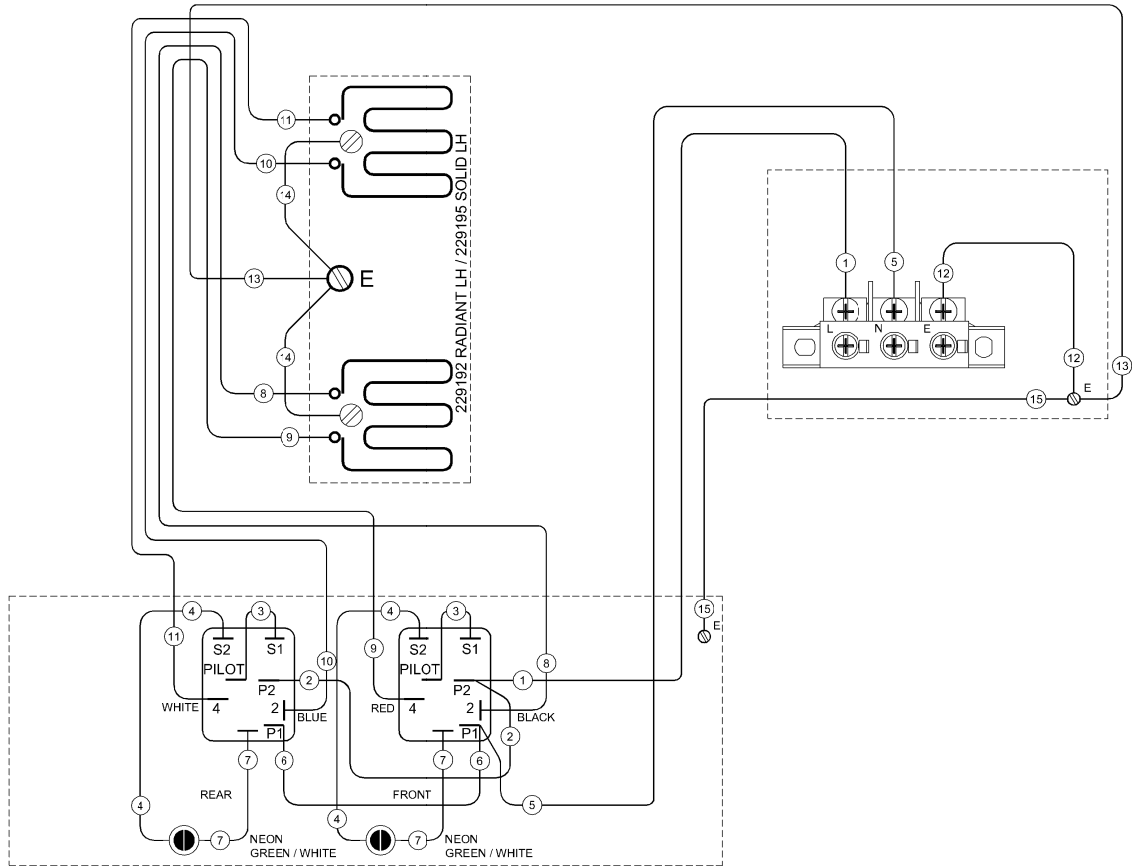 11
10
14
13
E
14
8
9
229192 RADIANT LH / 229195 SOLID LH
1
5
12
L
N
E
12
13
15
E
15
E
4
3
11
S2
S1
PILOT
10
2
P2
WHITE
4
2
BLUE
P1
7
6
REAR
4
7
NEON
GREEN / WHITE
4
3
9
S2
S1
PILOT
8
1
P2
RED
4
2
BLACK
P1
2
7
6
FRONT
5
4
7
NEON
GREEN / WHITE